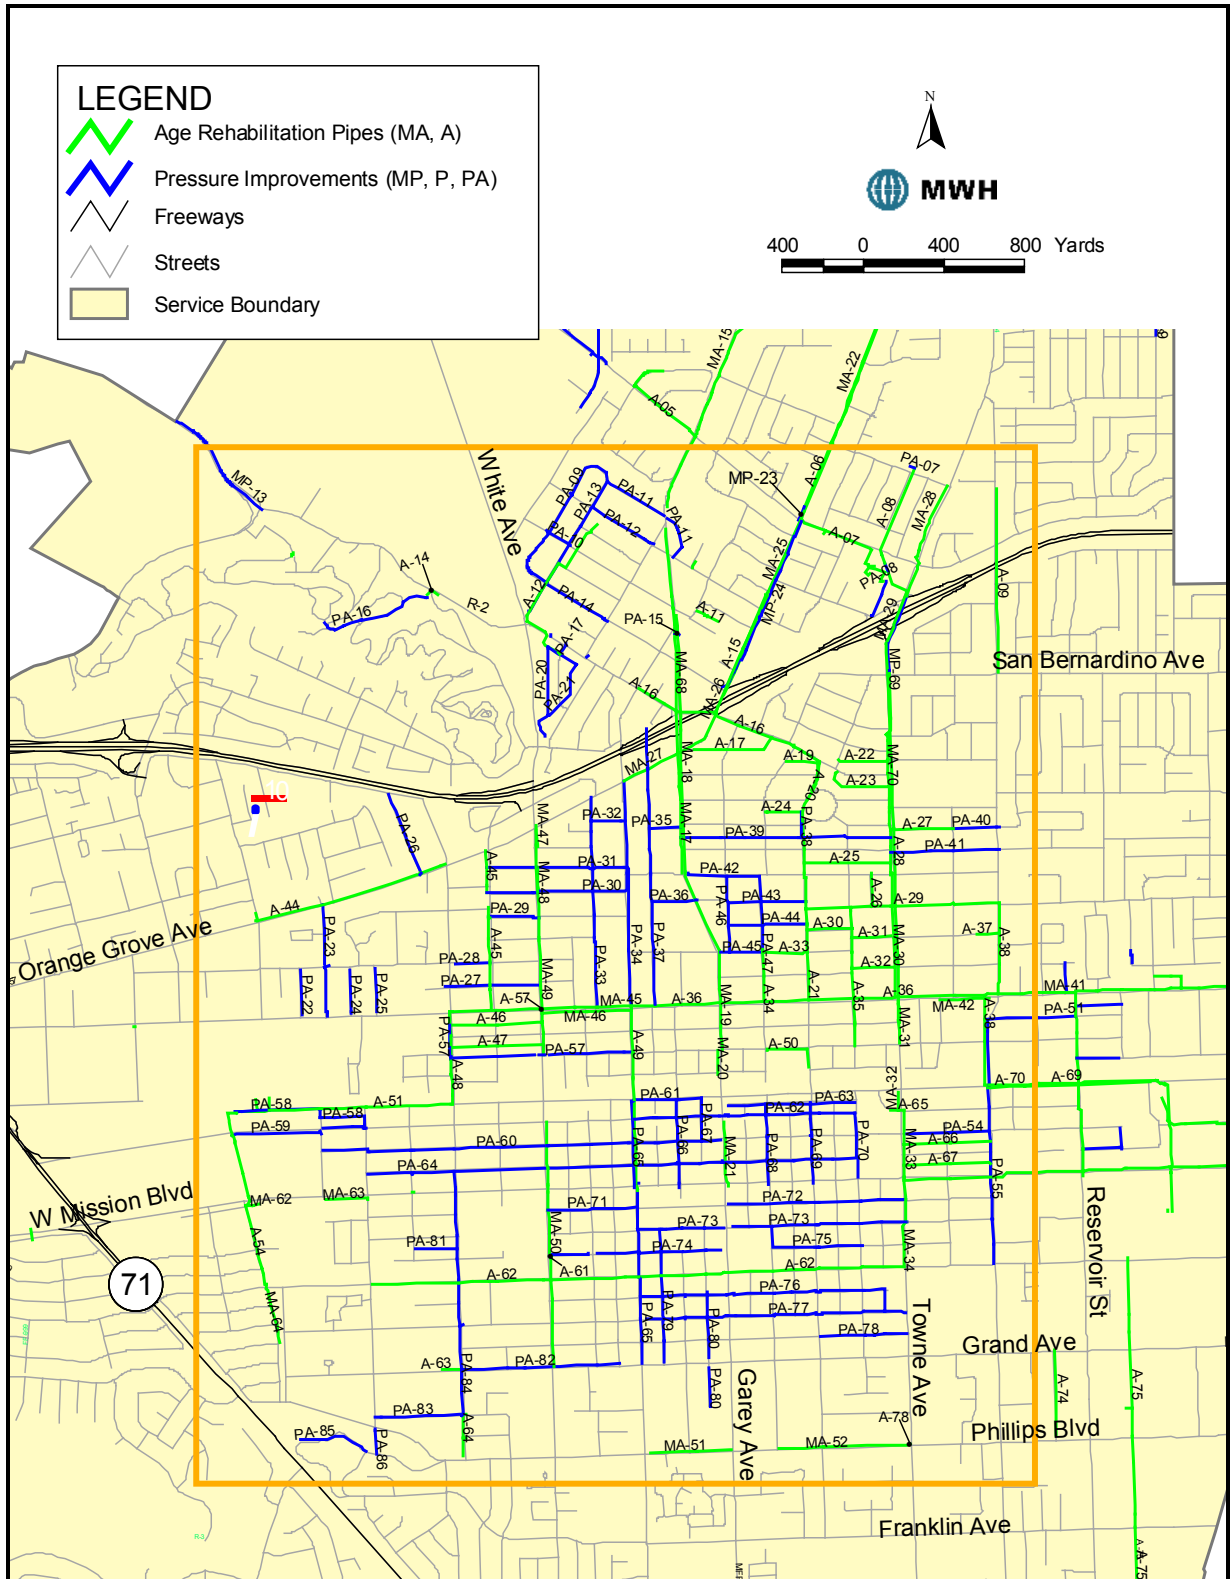 LEGEND
Age Rehabilitation Pipes (MA, A)
Pressure Improvements (MP, P, PA)
Freeways
Streets
Service Boundary
N
MWH
400 0 400 800 Yards
MA-15
MA-22
A-05
White Ave
MP-13
PA-09
PA-13
PA-11
PA-12
PA-10
PA-11
MP-23
A-06
PA-07
A-08
MA-28
A-07
MA-25
MP-24
PA-08
A-09
A-14
R-2
PA-16
A-12
PA-14
PA-17
PA-15
A-11
A-15
MA-29
MP-69
San Bernardino Ave
PA-20
PA-21
MA-68
A-16
MA-26
A-16
A-17
MA-27
MA-18
A-19
A-22
A-20
A-23
MA-70
10
PA-26
MA-47
PA-32
PA-35
MA-17
A-24
PA-39
PA-38
A-27
PA-40
A-28
PA-41
A-25
A-45
PA-31
PA-30
MA-48
PA-42
PA-36
PA-43
PA-46
PA-44
A-26
A-29
A-44
PA-29
A-45
PA-23
PA-28
PA-27
PA-33
PA-34
PA-37
PA-45
PA-47
A-33
A-30
A-31
A-32
MA-30
A-37
A-38
Orange Grove Ave
PA-22
PA-24
PA-25
MA-49
A-57
MA-45
MA-46
A-36
MA-19
A-34
A-21
A-35
A-36
MA-42
MA-41
PA-51
A-38
A-46
A-47
PA-57
PA-57
A-48
A-49
MA-20
A-50
MA-31
A-70
A-69
MA-32
A-65
PA-58
A-51
PA-58
PA-59
PA-60
PA-64
PA-61
PA-65
PA-66
PA-67
MA-21
PA-62
PA-63
PA-68
PA-69
PA-70
PA-54
A-66
A-67
MA-33
PA-55
W Mission Blvd
MA-62
MA-63
A-54
MA-64
71
PA-71
PA-72
PA-73
PA-73
PA-74
PA-75
MA-50
A-61
PA-81
A-62
A-62
MA-34
Reservoir St
PA-76
PA-77
PA-78
PA-65
PA-79
PA-80
PA-80
Towne Ave
Grand Ave
A-63
PA-82
PA-84
PA-83
A-64
PA-85
PA-86
Garey Ave
MA-51
MA-52
A-78
Phillips Blvd
A-74
A-75
Franklin Ave
R-3
A-75